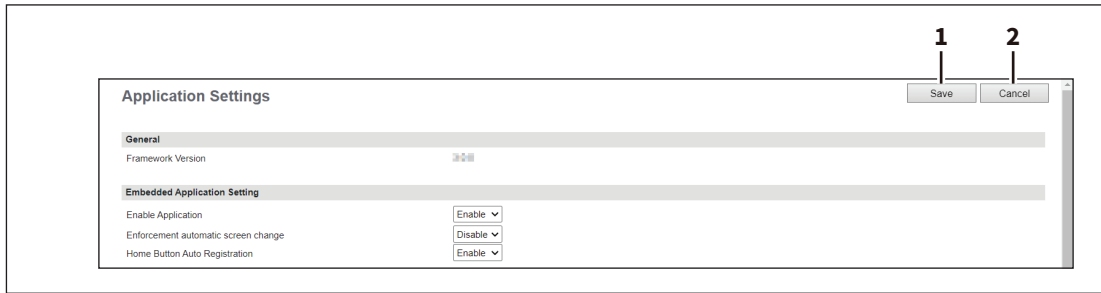 1 2
Application Settings Save Cancel
General
Framework Version
Embedded Application Setting
Enable Application Enable
Enforcement automatic screen change Disable
Home Button Auto Registration Enable